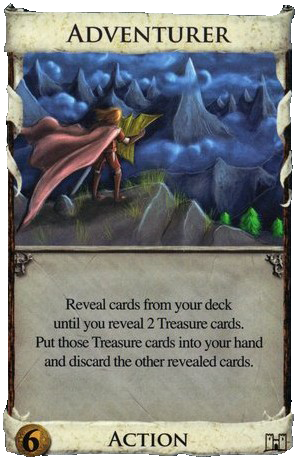 ADVENTURER
Reveal cards from your deck
until you reveal 2 Treasure cards.
Put those Treasure cards into your hand
and discard the other revealed cards.
6
ACTION